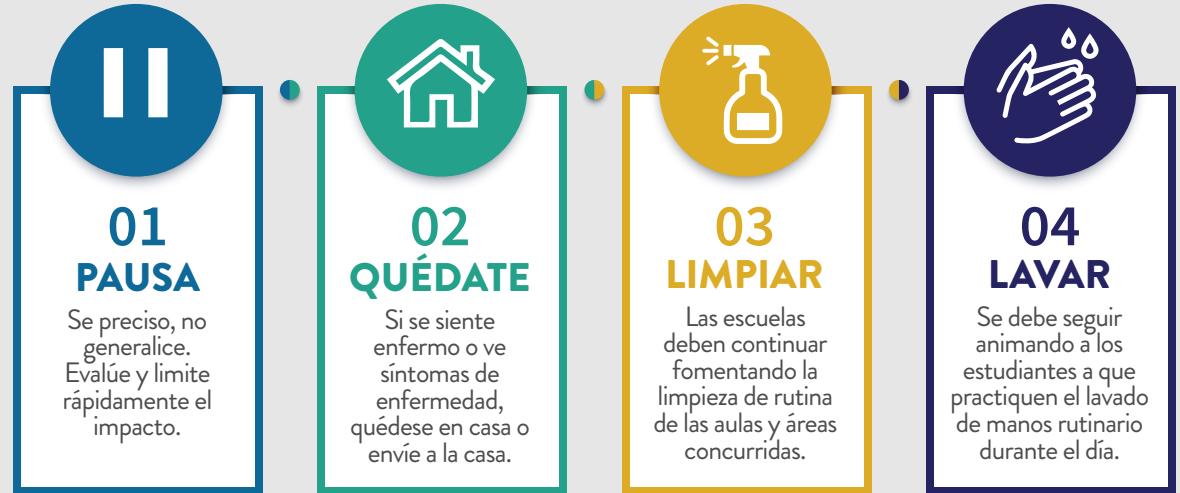 01
PAUSA
Se preciso, no
generalice.
Evalúe y limite
rápidamente el
impacto.
02
QUÉDATE
Si se siente
enfermo o ve
síntomas de
enfermedad,
quédese en casa o
envíe a la casa.
03
LIMPIAR
Las escuelas
deben continuar
fomentando la
limpieza de rutina
de las aulas y áreas
concurridas.
04
LAVAR
Se debe seguir
animando a los
estudiantes a que
practiquen el lavado
de manos rutinario
durante el día.